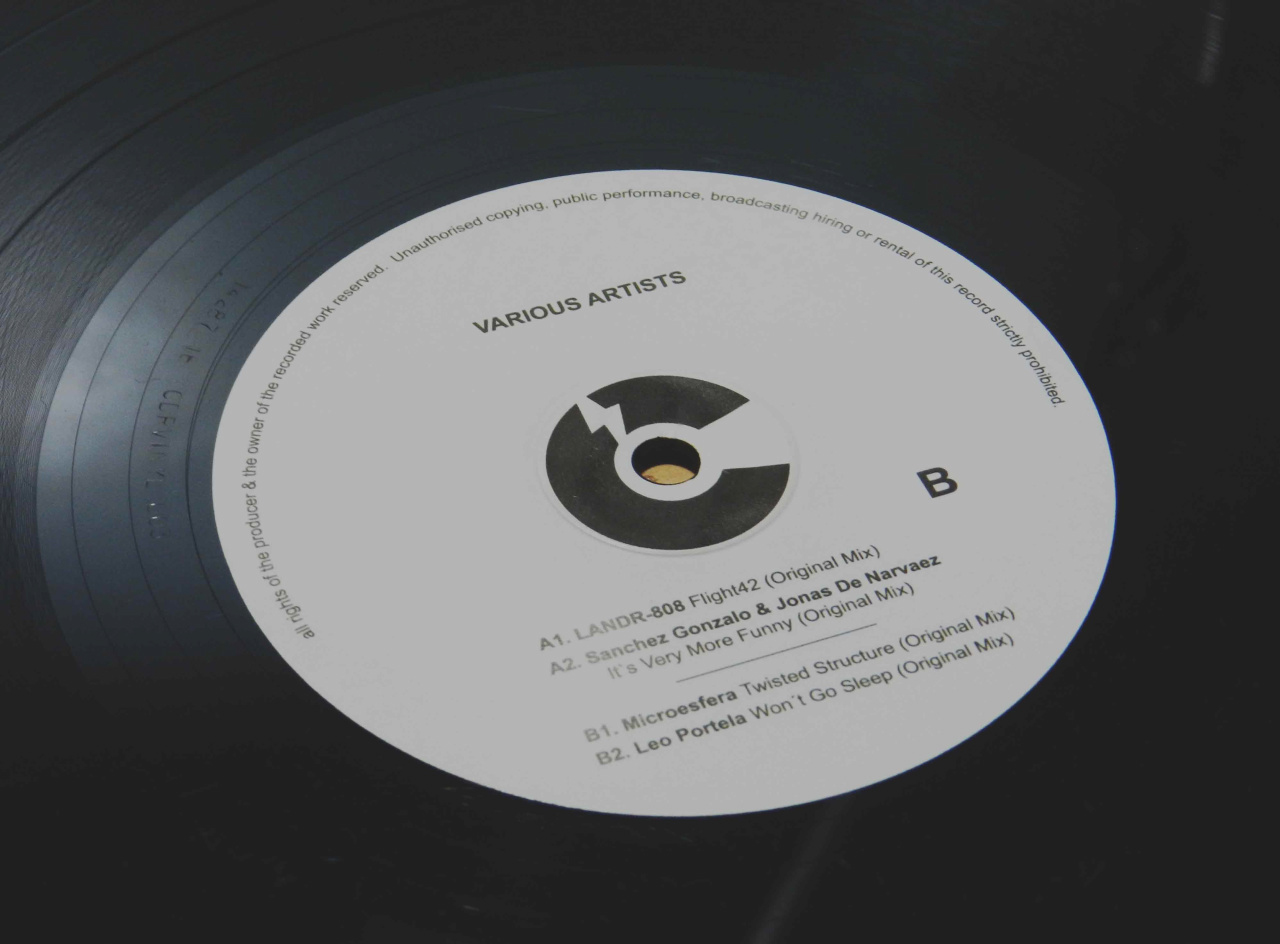 all rights of the producer & the owner of the recorded work reserved. Unauthorised copying, public performance, broadcasting hiring or rental of this record strictly prohibited.
VARIOUS ARTISTS
B
A1. LANDR-808 Flight42 (Original Mix)
A2. Sanchez Gonzalo & Jonas De Narvaez
It´s Very More Funny (Original Mix)
B1. Microesfera Twisted Structure (Original Mix)
B2. Leo Portela Won´t Go Sleep (Original Mix)